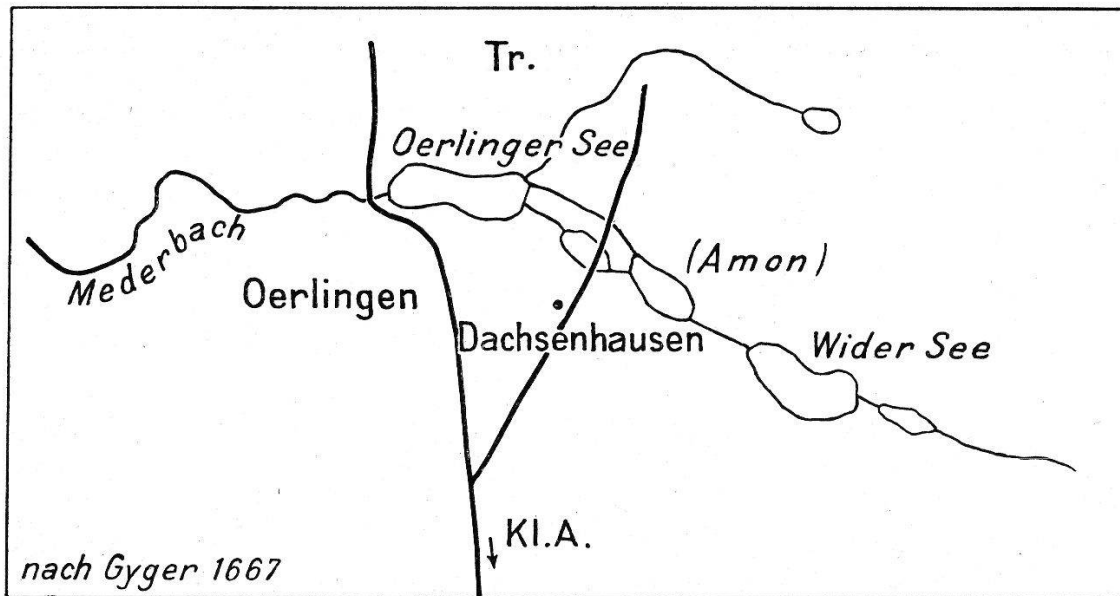 Tr.
Oerlinger See
Mederbach
Oerlingen
(Amon)
Dachsenhausen
Wider See
Kl.A.
nach Gyger 1667